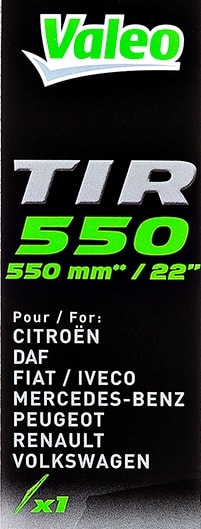 Valeo
TIR
550
550 mm** / 22"
Pour / For:
CITROËN
DAF
FIAT / IVECO
MERCEDES-BENZ
PEUGEOT
RENAULT
VOLKSWAGEN
x1